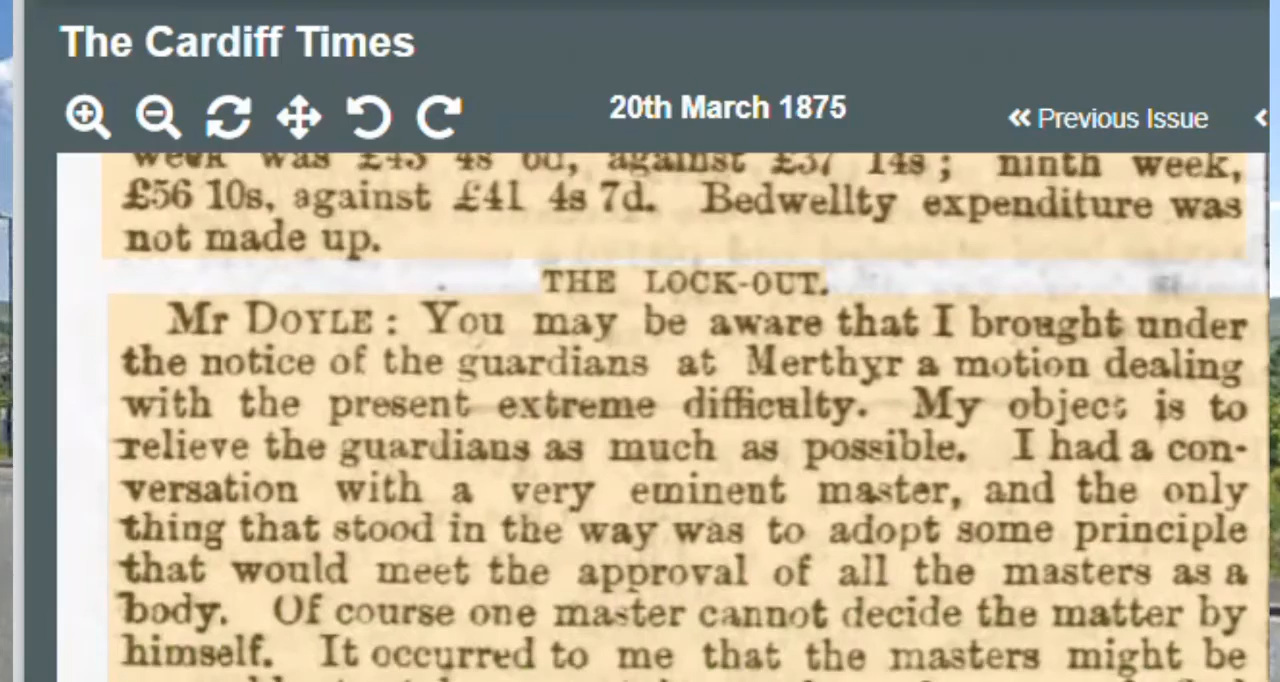 The Cardiff Times
20th March 1875
« Previous Issue
week was £43 4s 6d, against £37 14s; ninth week,
£56 10s, against £41 4s 7d. Bedwellty expenditure was
not made up.
THE LOCK-OUT.
Mr DOYLE: You may be aware that I brought under
the notice of the guardians at Merthyr a motion dealing
with the present extreme difficulty. My object is to
relieve the guardians as much as possible. I had a con-
versation with a very eminent master, and the only
thing that stood in the way was to adopt some principle
that would meet the approval of all the masters as a
body. Of course one master cannot decide the matter by
himself. It occurred to me that the masters might be